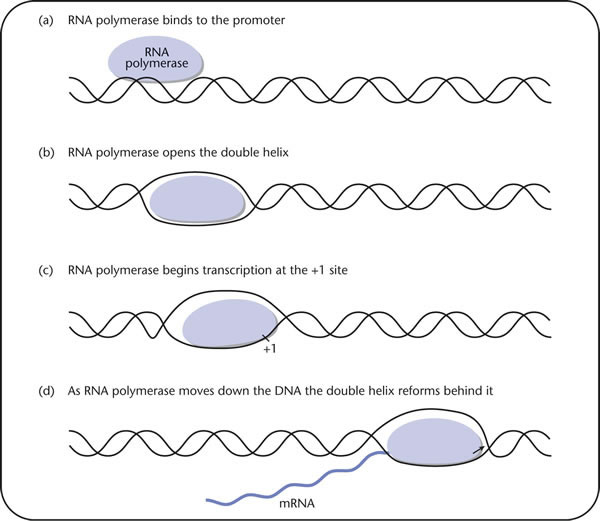 (a) RNA polymerase binds to the promoter
RNA
polymerase
(b) RNA polymerase opens the double helix
(c) RNA polymerase begins transcription at the +1 site
+1
(d) As RNA polymerase moves down the DNA the double helix reforms behind it
mRNA